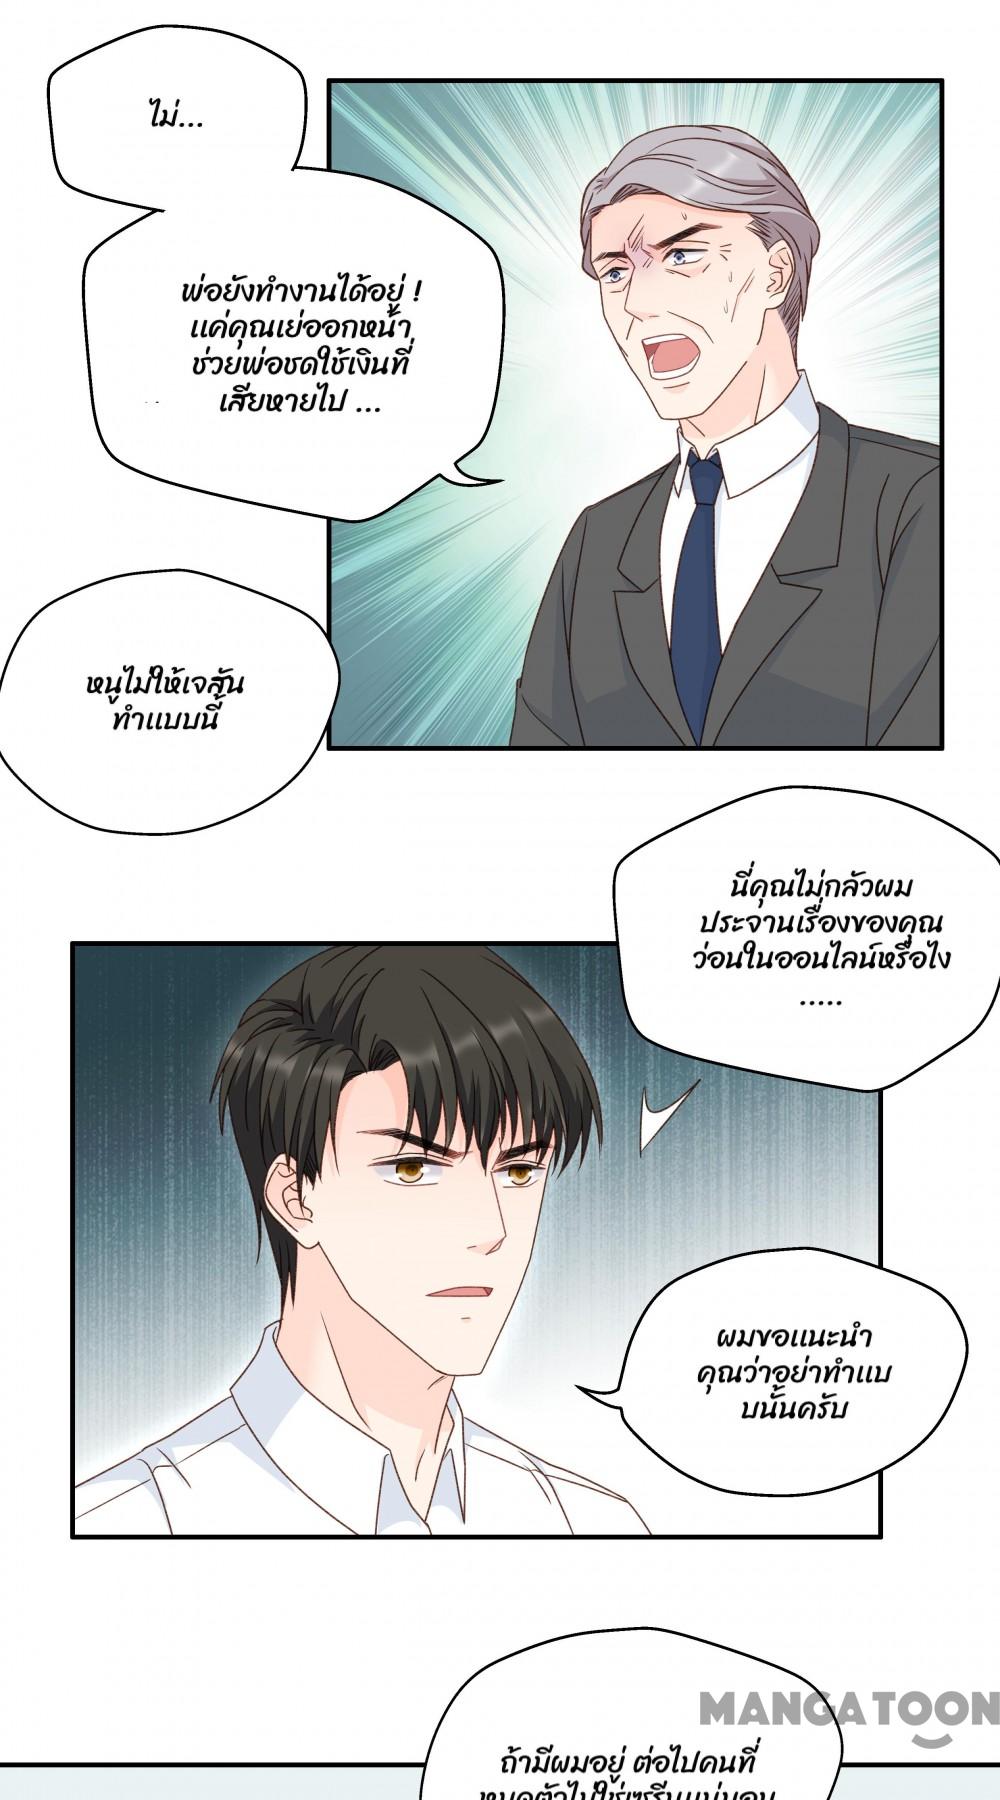 ไม่...
พ่อยังทำงานได้อยู่ !
แค่คุณเย่ออกหน้า
ช่วยพ่อชดใช้เงินที่
เสียหายไป ...
หนูไม่ให้เจสัน
ทำแบบนี้
นี่คุณไม่กลัวผม
ประจานเรื่องของคุณ
ว่อนในออนไลน์หรือไง
.....
ผมขอแนะนำ
คุณว่าอย่าทำแบ
บนั้นครับ
MANGATOON
ถ้ามีผมอยู่ ต่อไปคนที่